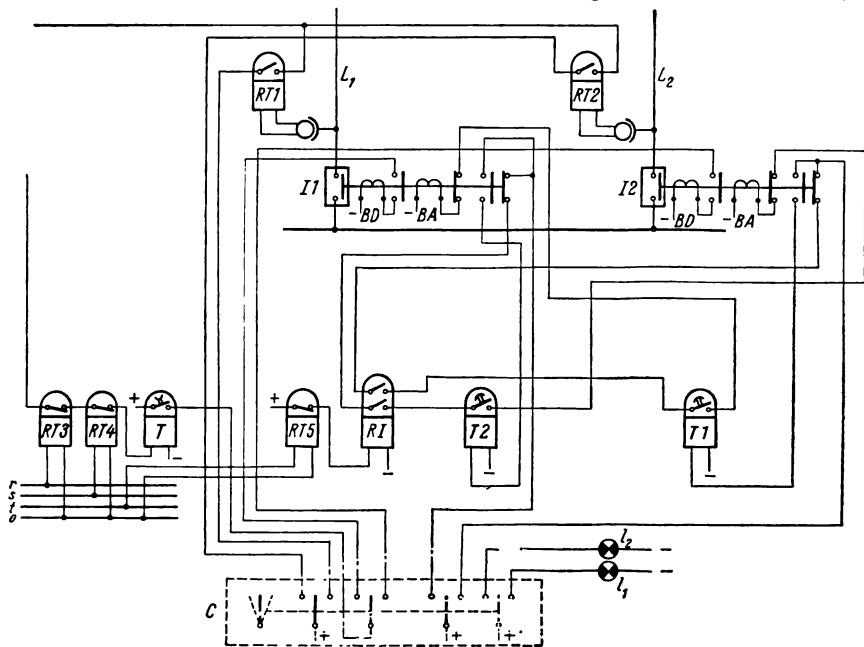 RT1
L₁
RT2
L₂
I1
-BD
-BA
I2
-BD
-BA
+
+
RT3
RT4
T
-
RT5
RI
-
T2
-
T1
-
r
s
t
o
l₂
-
l₁
-
C
+
+
+